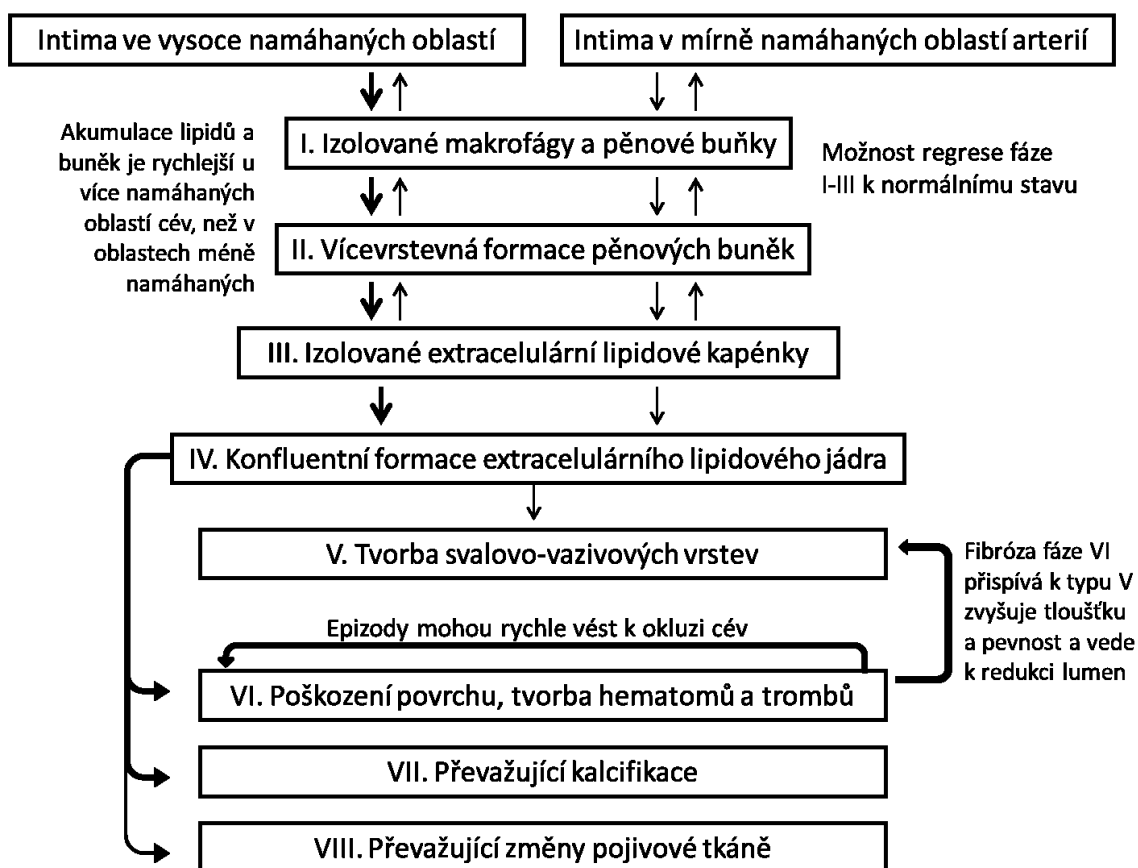 Intima ve vysoce namáhaných oblastí
Intima v mírně namáhaných oblastí arterií
Akumulace lipidů a
buněk je rychlejší u
více namáhaných
oblastí cév, než v
oblastech méně
namáhaných
I. Izolované makrofágy a pěnové buňky
Možnost regrese fáze
I-III k normálnímu stavu
II. Vícevrstevná formace pěnových buněk
III. Izolované extracelulární lipidové kapénky
IV. Konfluentní formace extracelulárního lipidového jádra
V. Tvorba svalovo-vazivových vrstev
Fibróza fáze VI
přispívá k typu V
zvyšuje tloušťku
a pevnost a vede
k redukci lumen
Epizody mohou rychle vést k okluzi cév
VI. Poškození povrchu, tvorba hematomů a trombů
VII. Převažující kalcifikace
VIII. Převažující změny pojivové tkáně